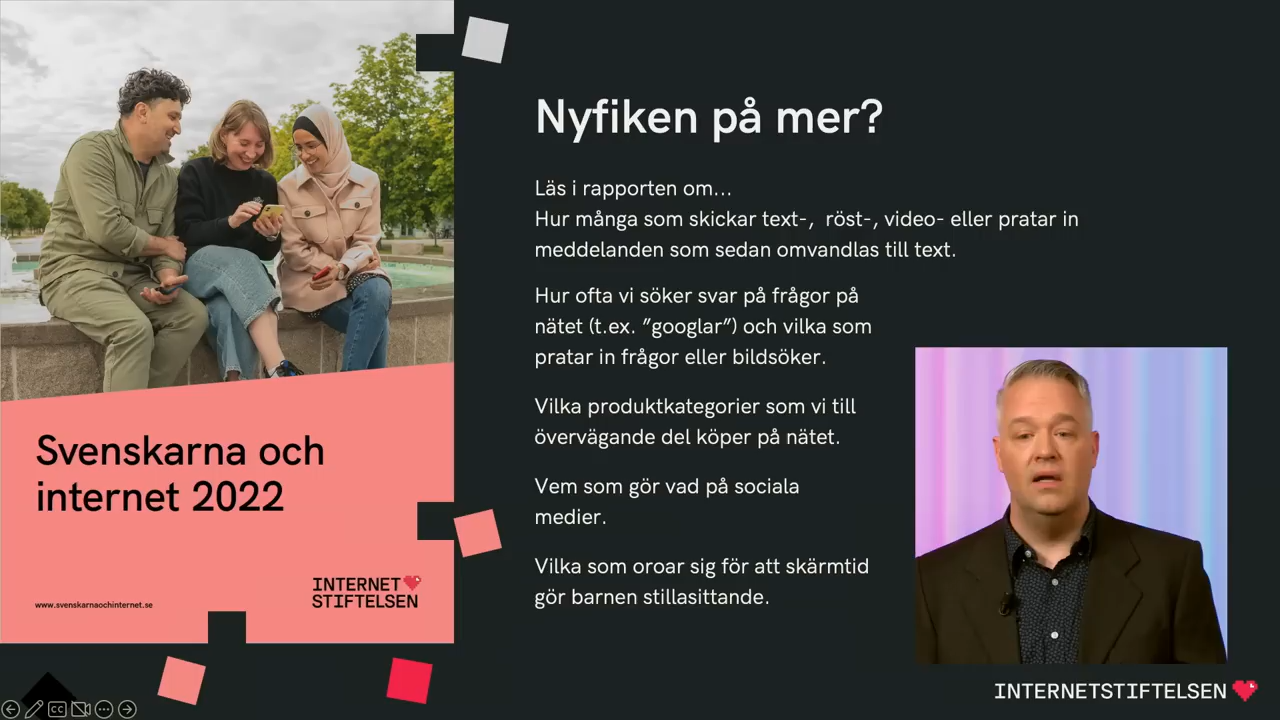 Nyfiken på mer?
Läs i rapporten om...
Hur många som skickar text-,  röst-, video- eller pratar in
meddelanden som sedan omvandlas till text.
Hur ofta vi söker svar på frågor på
nätet (t.ex. ”googlar”) och vilka som
pratar in frågor eller bildsöker.
Vilka produktkategorier som vi till
övervägande del köper på nätet.
Vem som gör vad på sociala
medier.
Vilka som oroar sig för att skärmtid
gör barnen stillasittande.
Svenskarna och
internet 2022
www.svenskarnaochinternet.se
INTERNET
STIFTELSEN
CC
INTERNETSTIFTELSEN